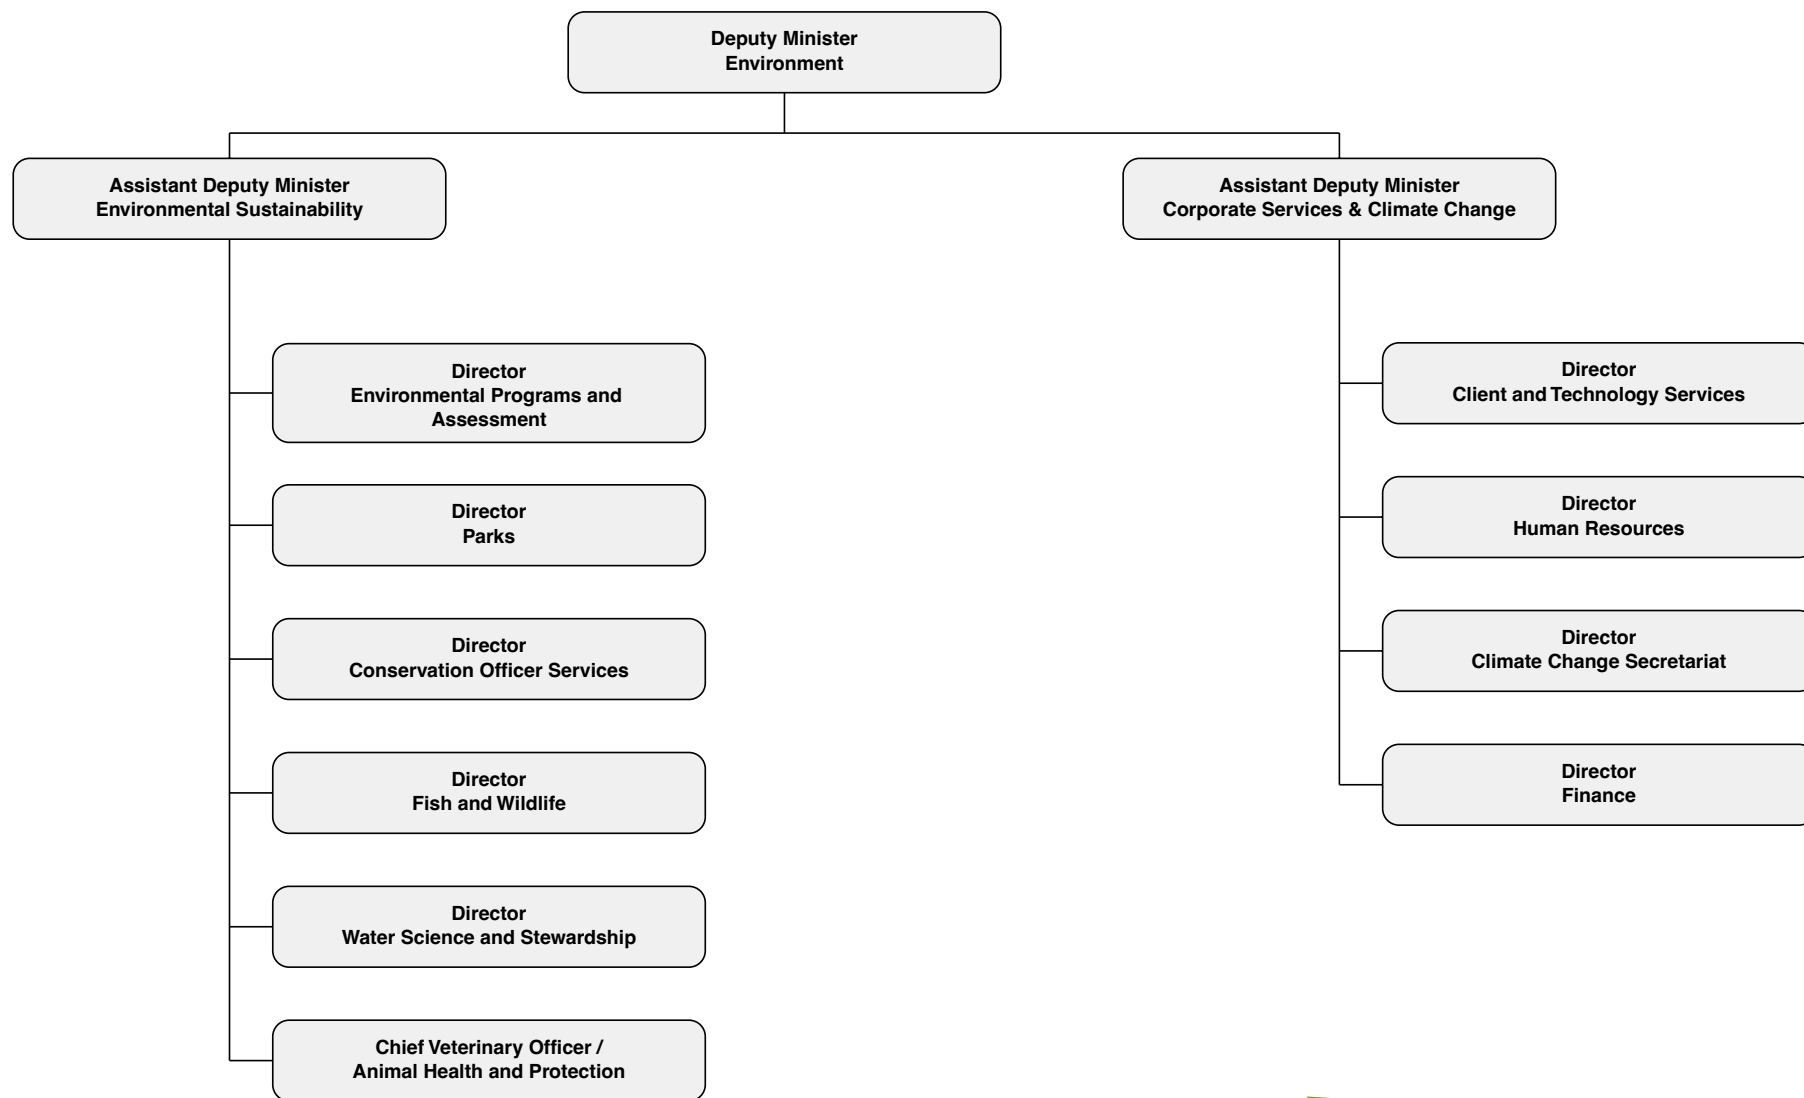 Deputy Minister
Environment
Assistant Deputy Minister
Environmental Sustainability
Assistant Deputy Minister
Corporate Services & Climate Change
Director
Environmental Programs and
Assessment
Director
Parks
Director
Conservation Officer Services
Director
Fish and Wildlife
Director
Water Science and Stewardship
Chief Veterinary Officer /
Animal Health and Protection
Director
Client and Technology Services
Director
Human Resources
Director
Climate Change Secretariat
Director
Finance